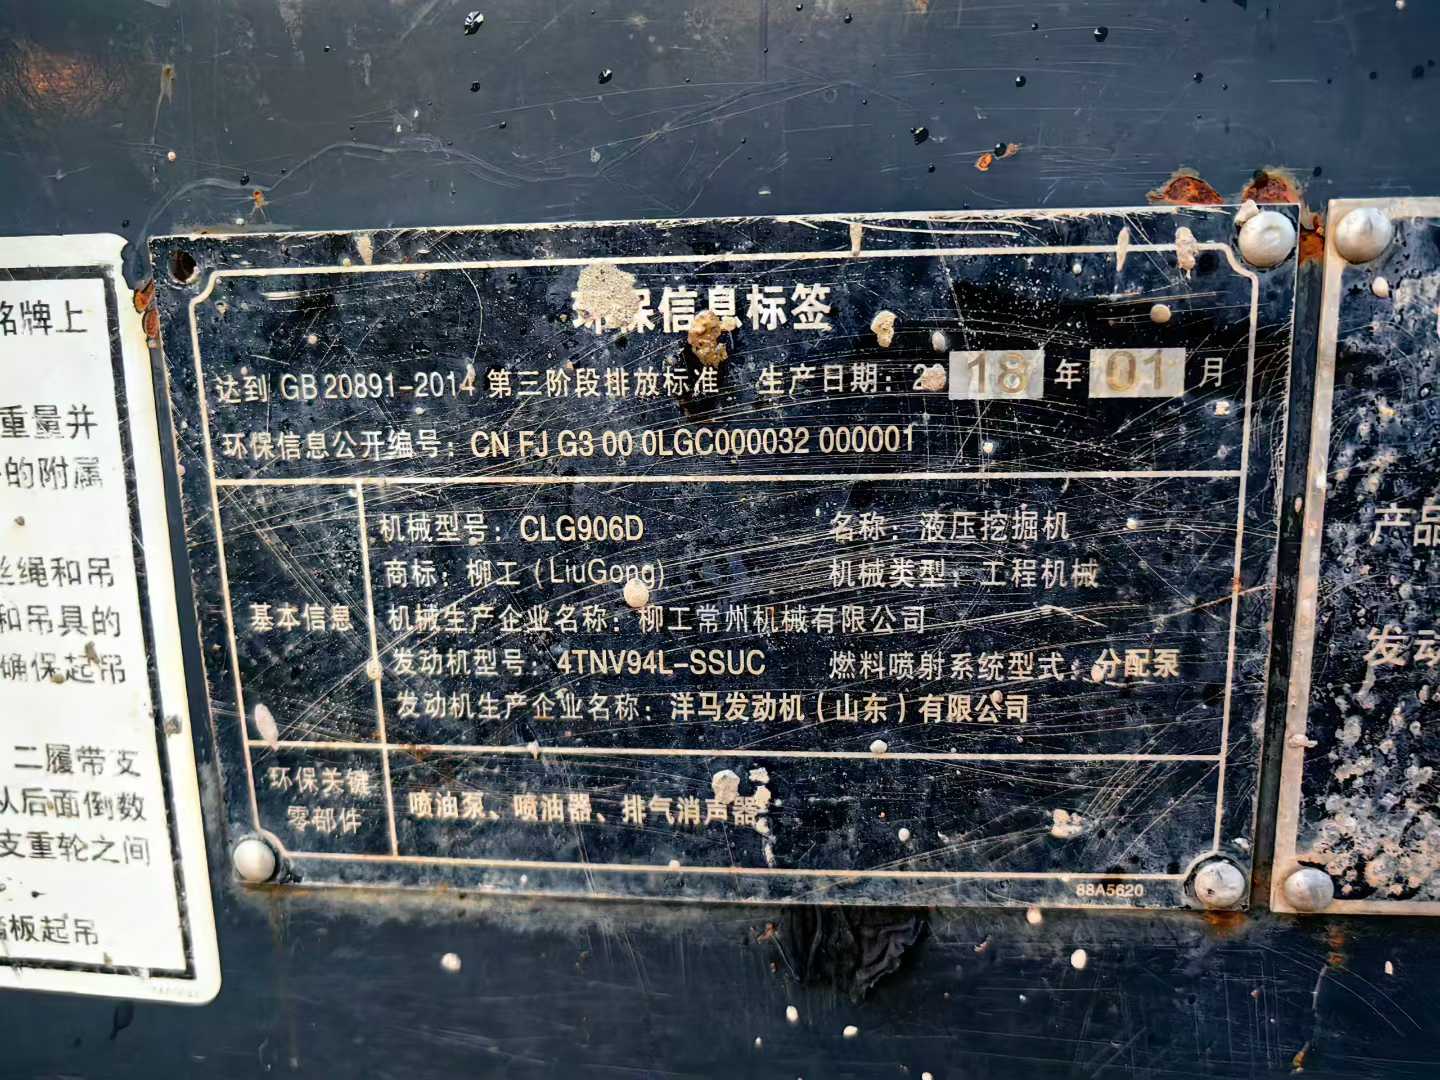 名牌上
重量并
的附属
丝绳和吊
和吊具的
确保起吊
二履带支
从后面倒数
支重轮之间
板起吊
环保信息标签
达到 GB 20891-2014 第三阶段排放标准 生产日期：2018年01月
环保信息公开编号：CN FJ G3 00 0LGC000032 000001
基本信息
机械型号：CLG906D 名称：液压挖掘机
商标：柳工（LiuGong） 机械类型：工程机械
机械生产企业名称：柳工常州机械有限公司
发动机型号：4TNV94L-SSUC 燃料喷射系统型式：分配泵
发动机生产企业名称：洋马发动机（山东）有限公司
环保关键
零部件
喷油泵、喷油器、排气消声器
88A5620
产品
发动